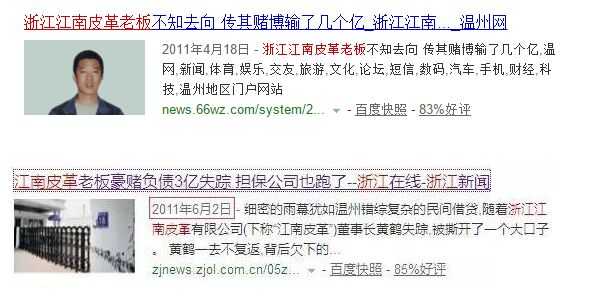 浙江江南皮革老板不知去向 传其赌博输了几个亿_浙江江南..._温州网
2011年4月18日 - 浙江江南皮革老板不知去向 传其赌博输了几个亿,温
网,新闻,体育,娱乐,交友,旅游,文化,论坛,短信,数码,汽车,手机,财经,科
技,温州地区门户网站
news.66wz.com/system/2... - 百度快照 - 83%好评
江南皮革老板豪赌负债3亿失踪 担保公司也跑了--浙江在线-浙江新闻
2011年6月2日 - 细密的雨幕犹如温州错综复杂的民间借贷,随着浙江江
南皮革有限公司(下称“江南皮革”)董事长黄鹤失踪,被撕开了一个大口子
。 黄鹤一去不复返,背后欠下的...
zjnews.zjol.com.cn/05z... - 百度快照 - 85%好评